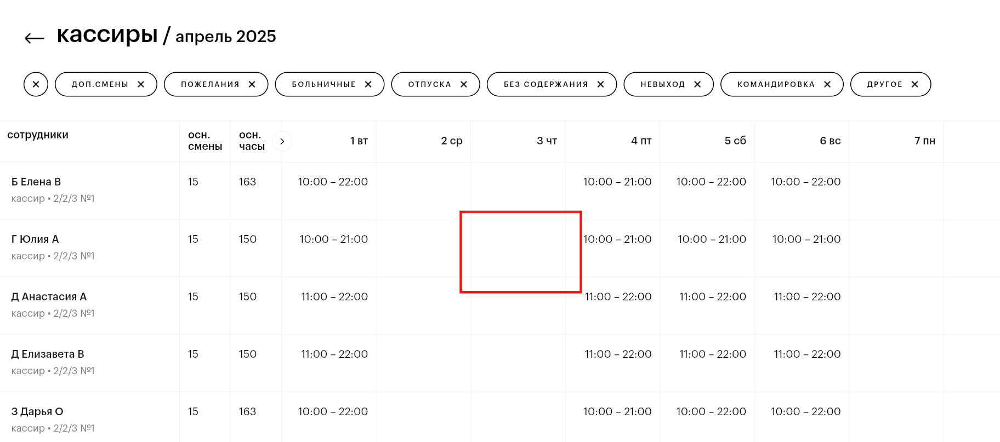 кассиры / апрель 2025
ДОП.СМЕНЫ ПОЖЕЛАНИЯ БОЛЬНИЧНЫЕ ОТПУСКА БЕЗ СОДЕРЖАНИЯ НЕВЫХОД КОМАНДИРОВКА ДРУГОЕ
сотрудники осн. смены осн. часы 1 вт 2 ср 3 чт 4 пт 5 сб 6 вс 7 пн
Б Елена В 15 163 10:00 – 22:00 10:00 – 21:00 10:00 – 22:00 10:00 – 22:00
кассир • 2/2/3 №1
Г Юлия А 15 150 10:00 – 21:00 10:00 – 21:00 10:00 – 21:00 10:00 – 21:00
кассир • 2/2/3 №1
Д Анастасия А 15 150 11:00 – 22:00 11:00 – 22:00 11:00 – 22:00 11:00 – 22:00
кассир • 2/2/3 №1
Д Елизавета В 15 150 11:00 – 22:00 11:00 – 22:00 11:00 – 22:00 11:00 – 22:00
кассир • 2/2/3 №1
З Дарья О 15 163 10:00 – 22:00 10:00 – 21:00 10:00 – 22:00 10:00 – 22:00
кассир • 2/2/3 №1